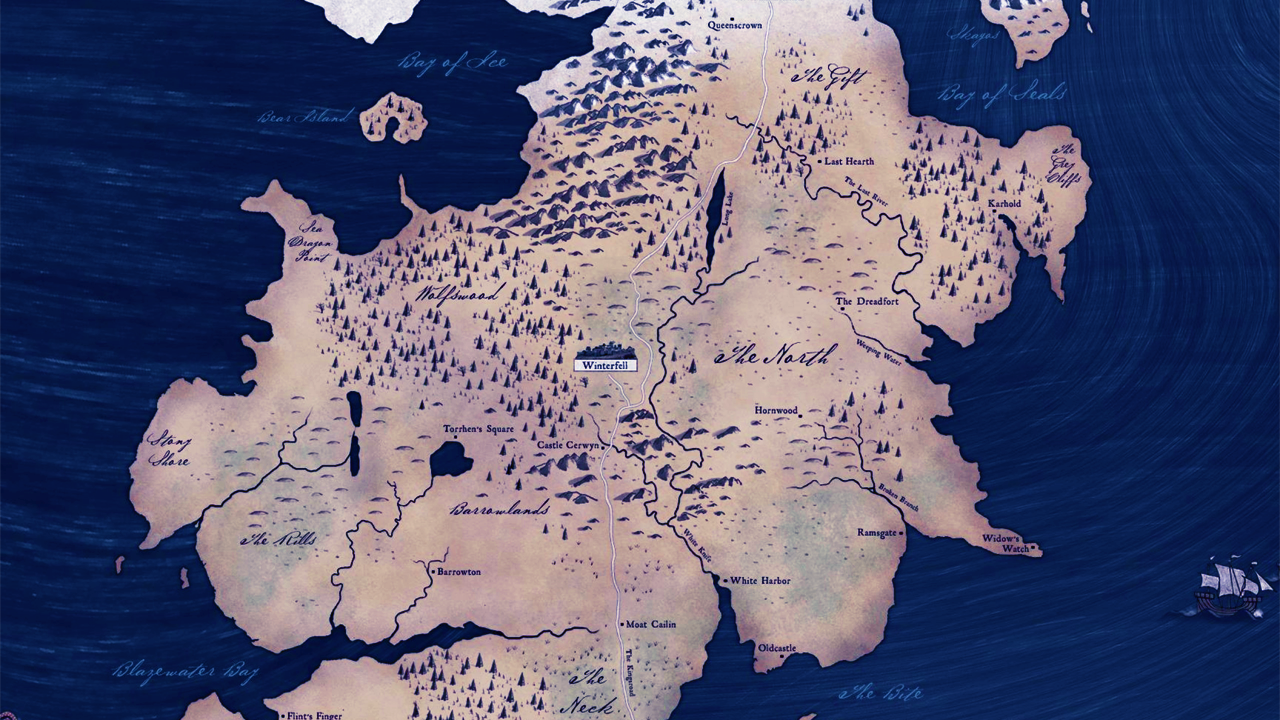 Queenscrown
Skagos
Bay of Ice
The Gift
Bay of Seals
Bear Island
Last Hearth
The
Grey
Cliffs
The Last River
Karhold
Long Lake
Sea
Dragon
Point
Wolfswood
The Dreadfort
Weeping Water
The North
Winterfell
Hornwood
Torrhen's Square
Castle Cerwyn
Stony
Shore
Broken Branch
Barrowlands
The Rills
Ramsgate
Widow's
Watch
White Knife
Barrowton
White Harbor
Moat Cailin
Oldcastle
The Kingsroad
Blazewater Bay
The
Neck
The Bite
Flint's Finger